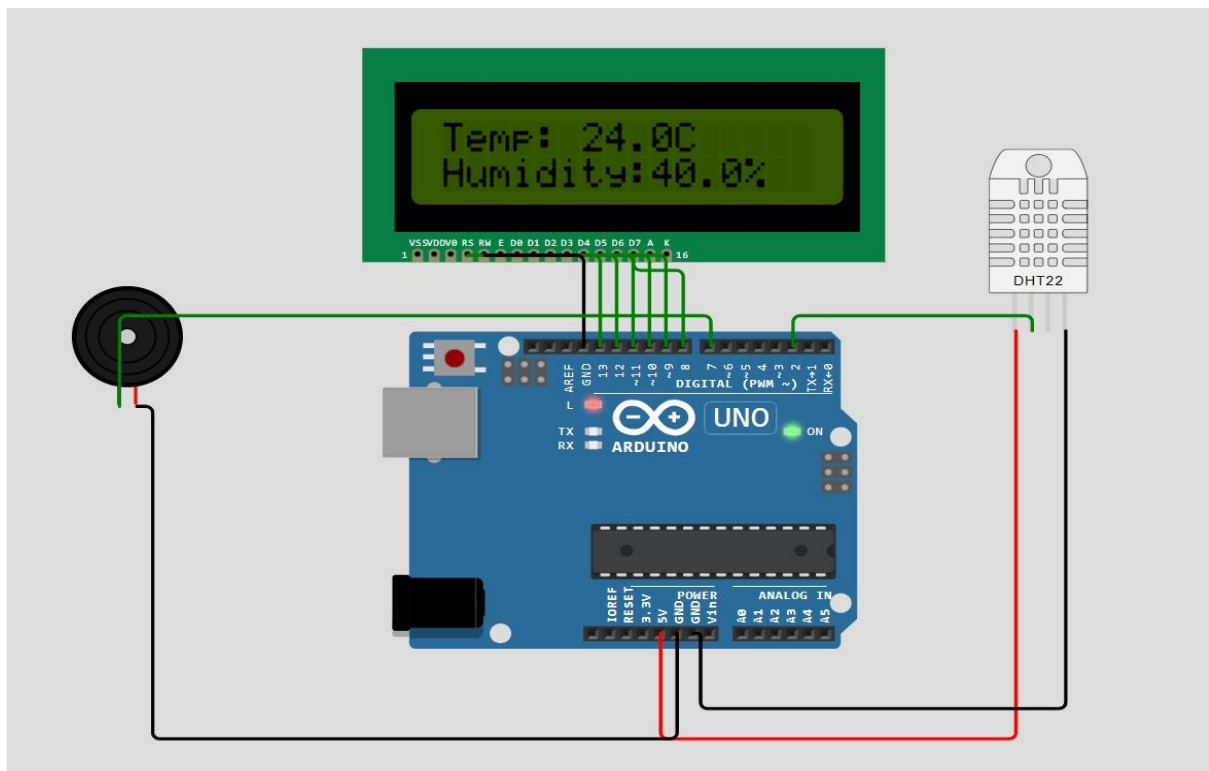 Temp: 24.0C
Humidity:40.0%
1 VSS VDD V0 RS RW E D0 D1 D2 D3 D4 D5 D6 D7 A K 16
DHT22
AREF GND 13 12 ~11 ~10 ~9 8 7 ~6 ~5 4 ~3 2 TX→1 RX←0
DIGITAL (PWM ~)
L
UNO
TX
ON
RX
ARDUINO
POWER
ANALOG IN
IOREF RESET 3.3V 5V GND GND Vin A0 A1 A2 A3 A4 A5